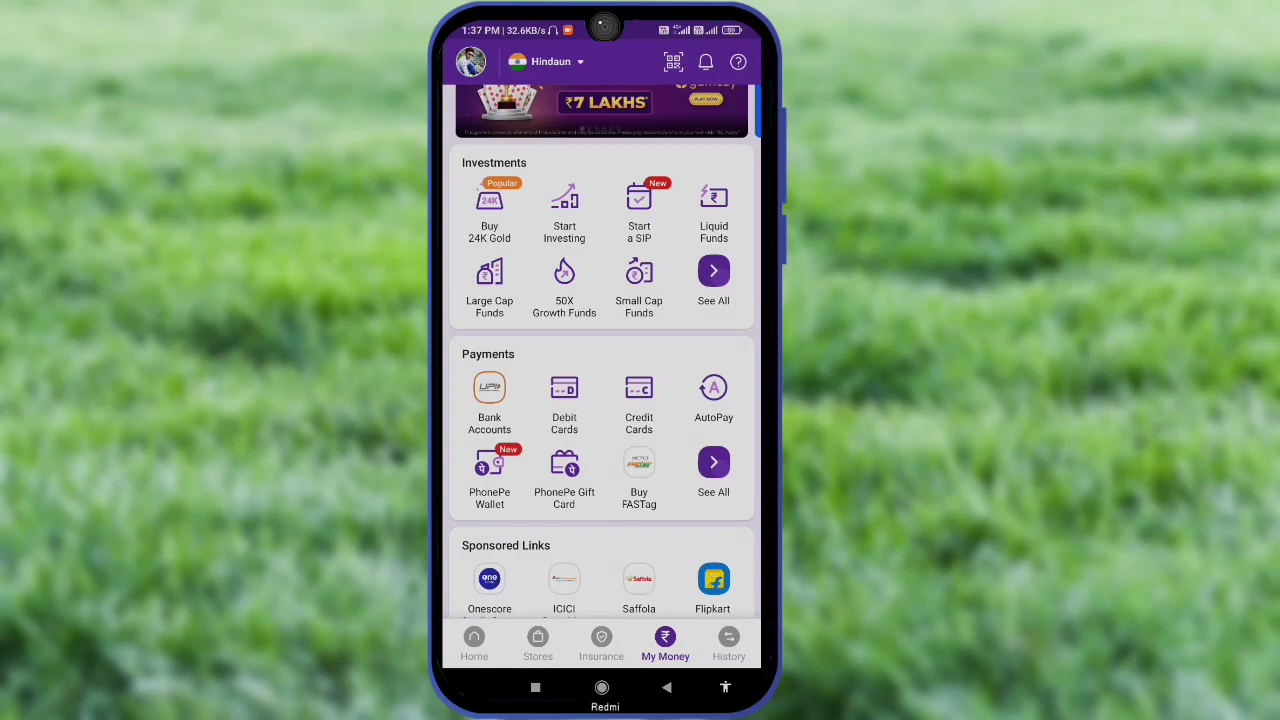 1:37 PM | 32.6KB/s
Hindaun
₹7 LAKHS*
PLAY NOW
Investments
Popular
New
24K
Buy
24K Gold
Start
Investing
Start
a SIP
Liquid
Funds
Large Cap
Funds
50X
Growth Funds
Small Cap
Funds
See All
Payments
UPI
D
C
A
Bank
Accounts
Debit
Cards
Credit
Cards
AutoPay
New
PhonePe
Wallet
PhonePe Gift
Card
Buy
FASTag
See All
Sponsored Links
one
Saffola
Onescore
ICICI
Saffola
Flipkart
Home
Stores
Insurance
My Money
History
Redmi